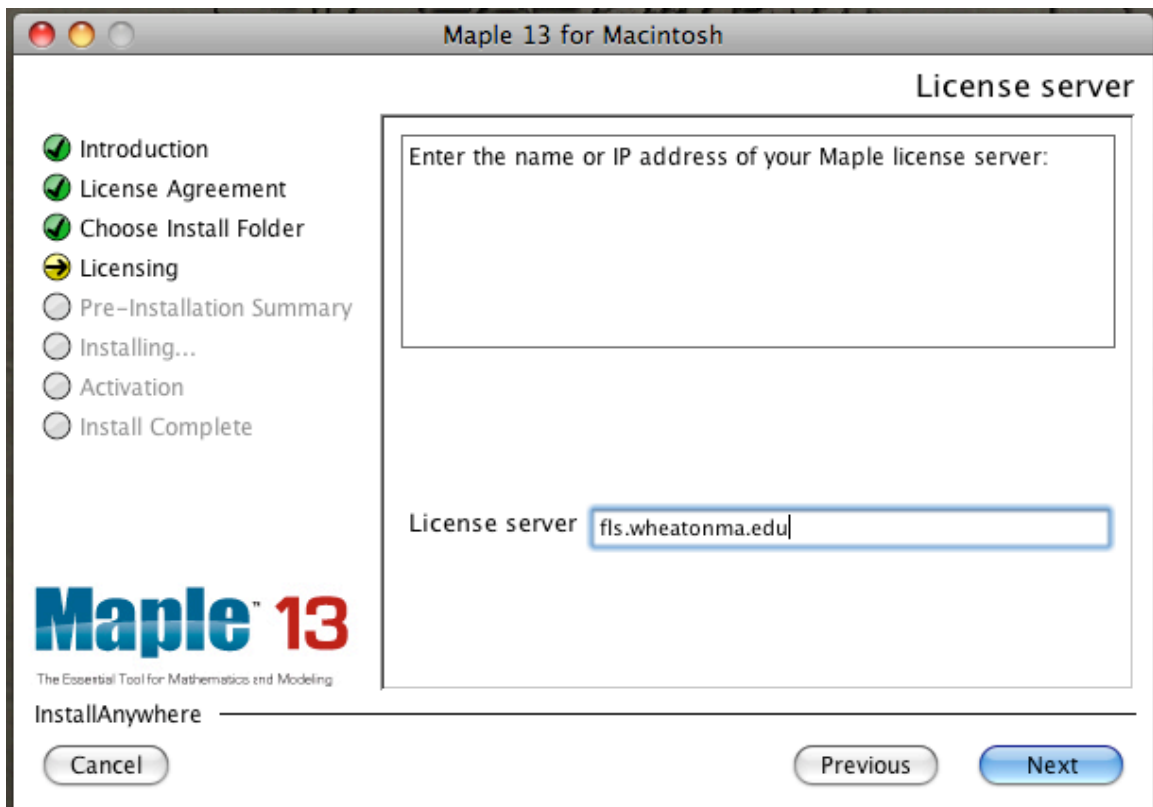 Maple 13 for Macintosh
License server
Introduction
License Agreement
Choose Install Folder
Licensing
Pre-Installation Summary
Installing...
Activation
Install Complete
Enter the name or IP address of your Maple license server:
License server fls.wheatonma.edu
Maple™ 13
The Essential Tool for Mathematics and Modeling
InstallAnywhere
Cancel Previous Next